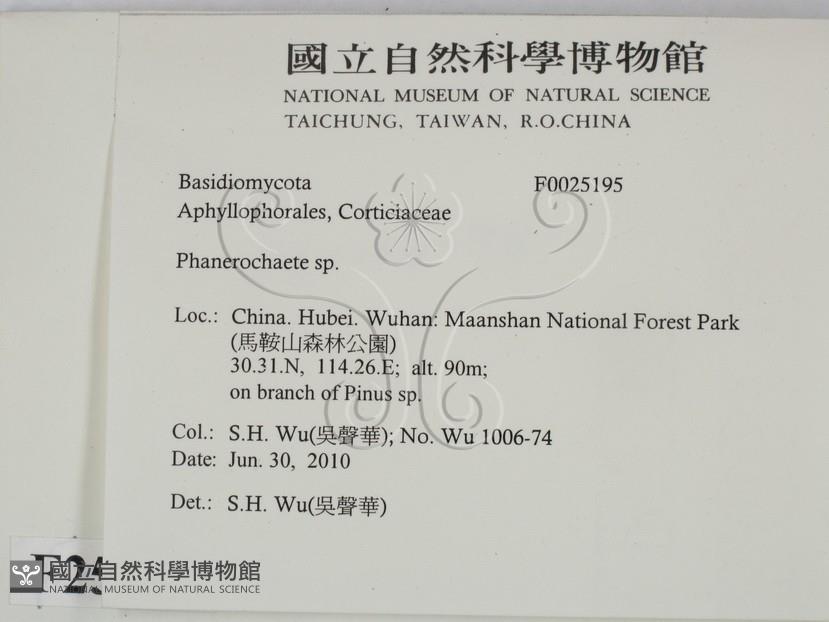 國立自然科學博物館
NATIONAL MUSEUM OF NATURAL SCIENCE
TAICHUNG, TAIWAN, R.O.CHINA
Basidiomycota F0025195
Aphyllophorales, Corticiaceae
Phanerochaete sp.
Loc.: China. Hubei. Wuhan: Maanshan National Forest Park
(馬鞍山森林公園)
30.31.N, 114.26.E; alt. 90m;
on branch of Pinus sp.
Col.: S.H. Wu(吳聲華); No. Wu 1006-74
Date: Jun. 30, 2010
Det.: S.H. Wu(吳聲華)
國立自然科學博物館
NATIONAL MUSEUM OF NATURAL SCIENCE